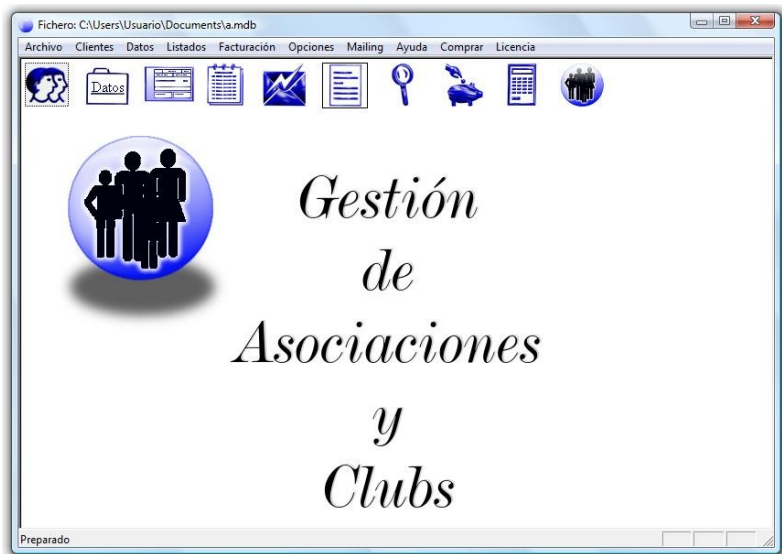 Fichero: C:\Users\Usuario\Documents\a.mdb
Archivo Clientes Datos Listados Facturación Opciones Mailing Ayuda Comprar Licencia
Datos
Gestión
de
Asociaciones
y
Clubs
Preparado